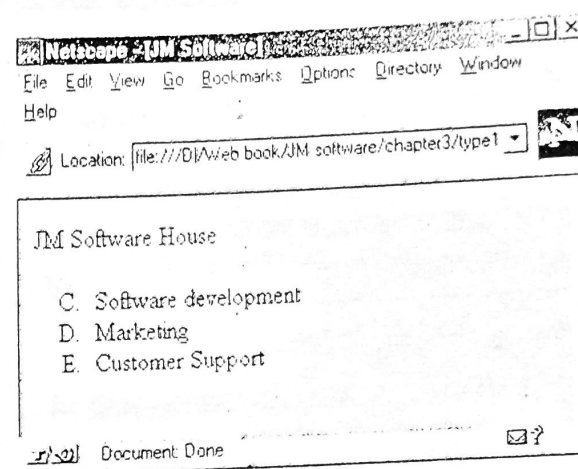 Netscape - [JM Software]
File Edit View Go Bookmarks Options Directory Window
Help
Location: file:///D|/Web book/JM software/chapter3/type1
JM Software House
C. Software development
D. Marketing
E. Customer Support
Document: Done